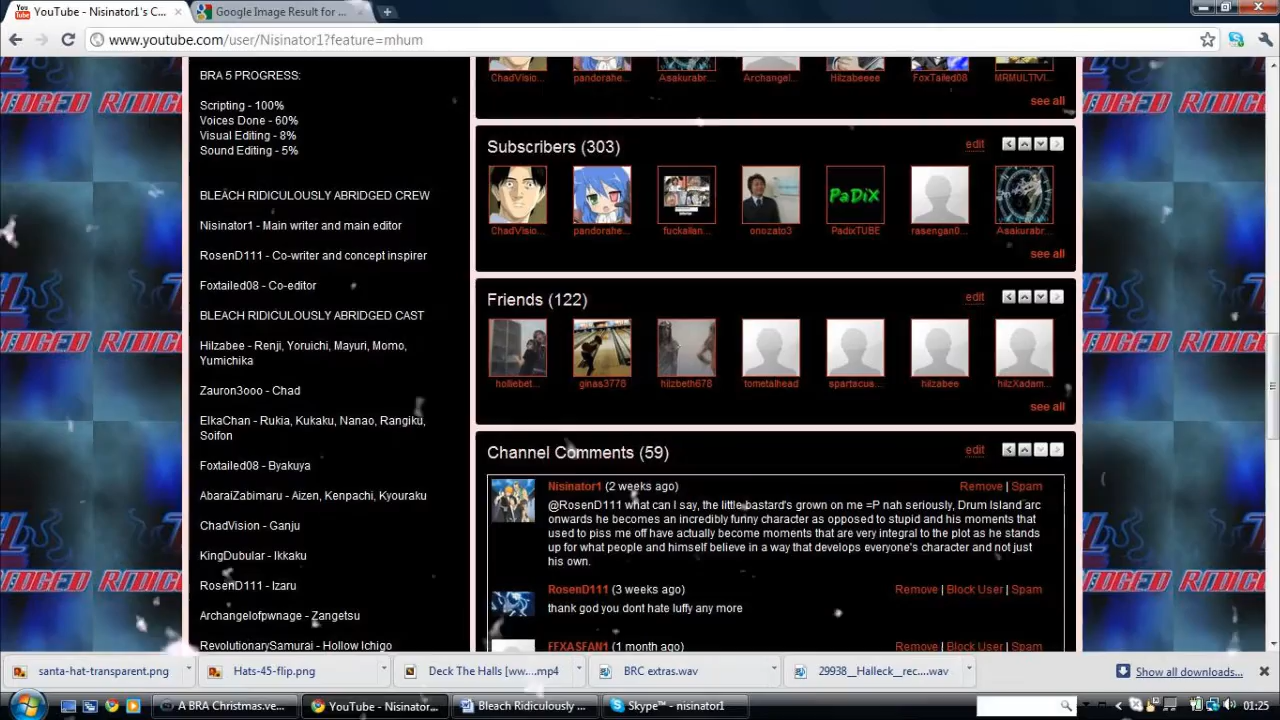 YouTube - Nisinator1's C...
Google Image Result for ...
www.youtube.com/user/Nisinator1?feature=mhum
BRA 5 PROGRESS:
Scripting - 100%
Voices Done - 60%
Visual Editing - 8%
Sound Editing - 5%
BLEACH RIDICULOUSLY ABRIDGED CREW
Nisinator1 - Main writer and main editor
RosenD111 - Co-writer and concept inspirer
Foxtailed08 - Co-editor
BLEACH RIDICULOUSLY ABRIDGED CAST
Hilzabee - Renji, Yoruichi, Mayuri, Momo,
Yumichika
Zauron3ooo - Chad
ElkaChan - Rukia, Kukaku, Nanao, Rangiku,
Soifon
Foxtailed08 - Byakuya
AbaraiZabimaru - Aizen, Kenpachi, Kyouraku
ChadVision - Ganju
KingDubular - Ikkaku
RosenD111 - Izaru
Archangelofpwnage - Zangetsu
RevolutionarySamurai - Hollow Ichigo
ChadVisio... pandorahe... Asakurabr... Archangel... Hilzabeeee FoxTailed08 MRMULTIVI...
see all
Subscribers (303) edit
PaDiX
ChadVisio... pandorahe... fuckallan... onozato3 PadixTUBE rasengan0... Asakurabr...
see all
Friends (122) edit
holliebet... ginas3778 hilzbeth678 tometalhead spartacus... hilzabee hilzXadam...
see all
Channel Comments (59) edit
Nisinator1 (2 weeks ago) Remove | Spam
@RosenD111 what can I say, the little bastard's grown on me =P nah seriously, Drum Island arc
onwards he becomes an incredibly funny character as opposed to stupid and his moments that
used to piss me off have actually become moments that are very integral to the plot as he stands
up for what people and himself believe in a way that develops everyone's character and not just
his own.
RosenD111 (3 weeks ago) Remove | Block User | Spam
thank god you dont hate luffy any more
FFXASFAN1 (1 month ago) Remove | Block User | Spam
santa-hat-transparent.png Hats-45-flip.png Deck The Halls [ww....mp4 BRC extras.wav 29938__Halleck__rec...wav Show all downloads...
A BRA Christmas.ve... YouTube - Nisinator... Bleach Ridiculously ... Skype™ - nisinator1 01:25